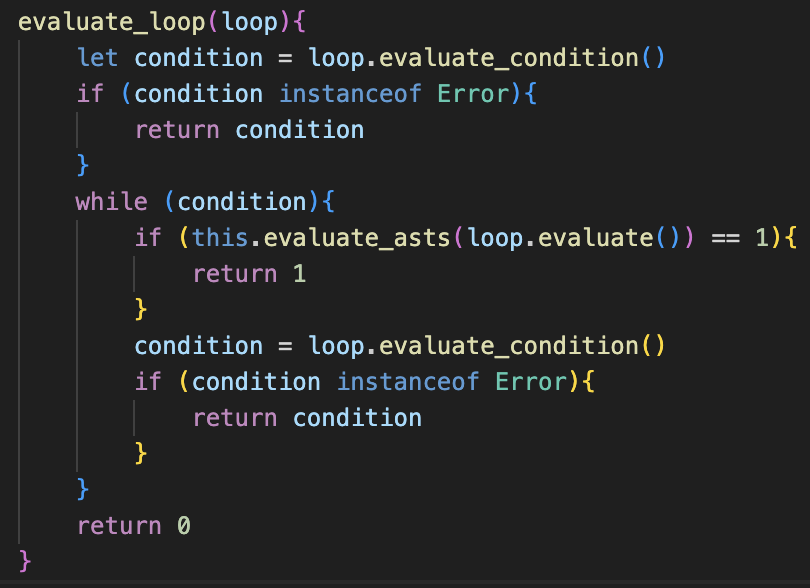 evaluate_loop(loop){
    let condition = loop.evaluate_condition()
    if (condition instanceof Error){
        return condition
    }
    while (condition){
        if (this.evaluate_asts(loop.evaluate()) == 1){
            return 1
        }
        condition = loop.evaluate_condition()
        if (condition instanceof Error){
            return condition
        }
    }
    return 0
}